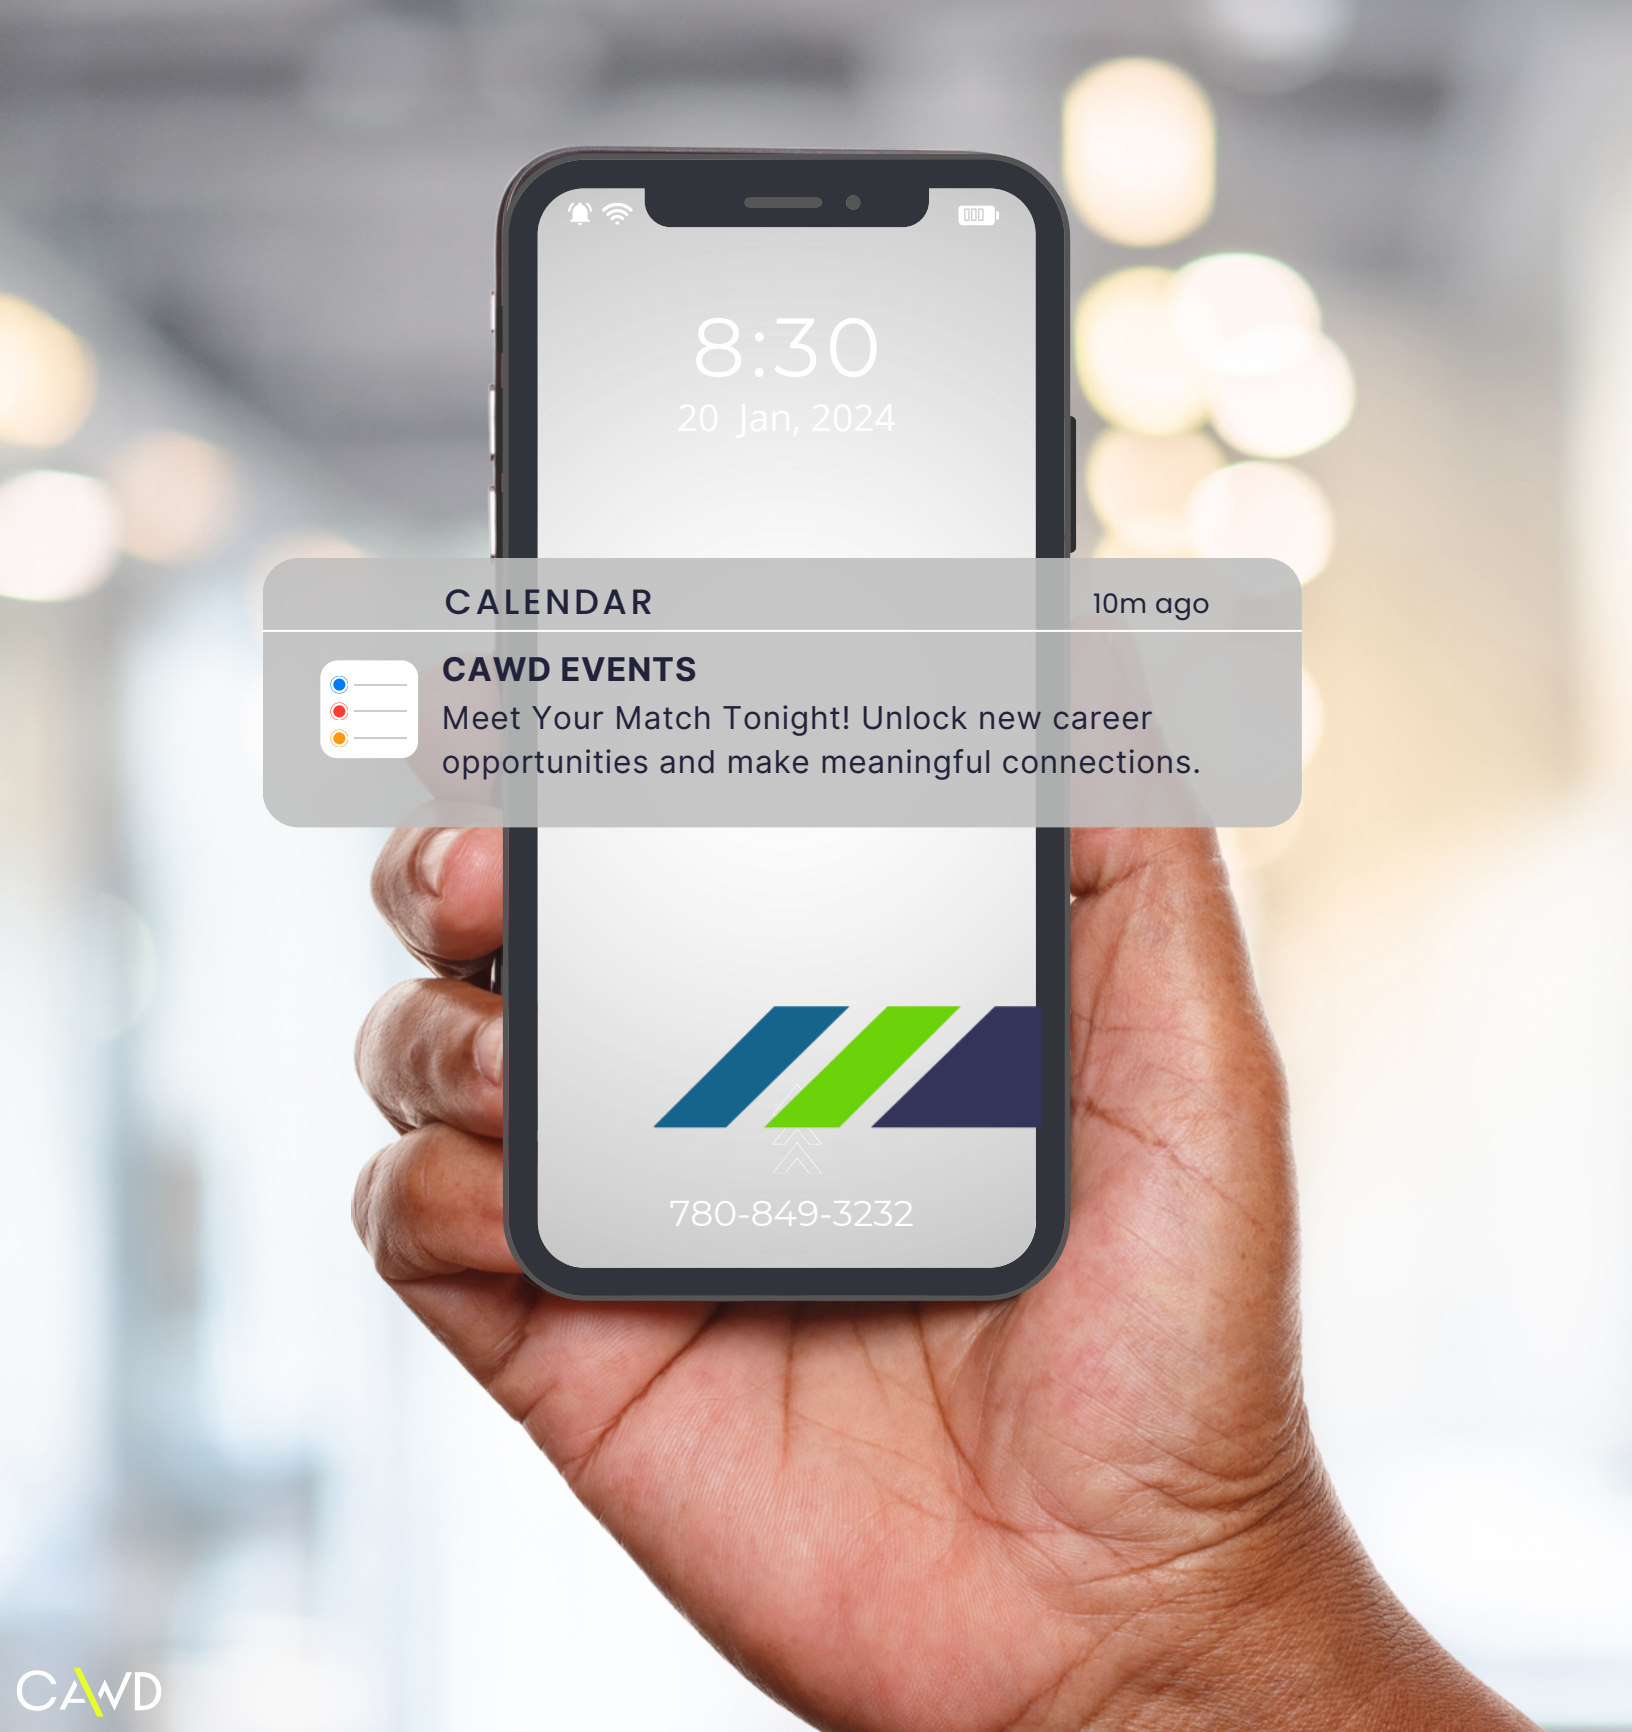 8:30
20 Jan, 2024
CALENDAR
10m ago
CAWD EVENTS
Meet Your Match Tonight! Unlock new career
opportunities and make meaningful connections.
780-849-3232
CAWD